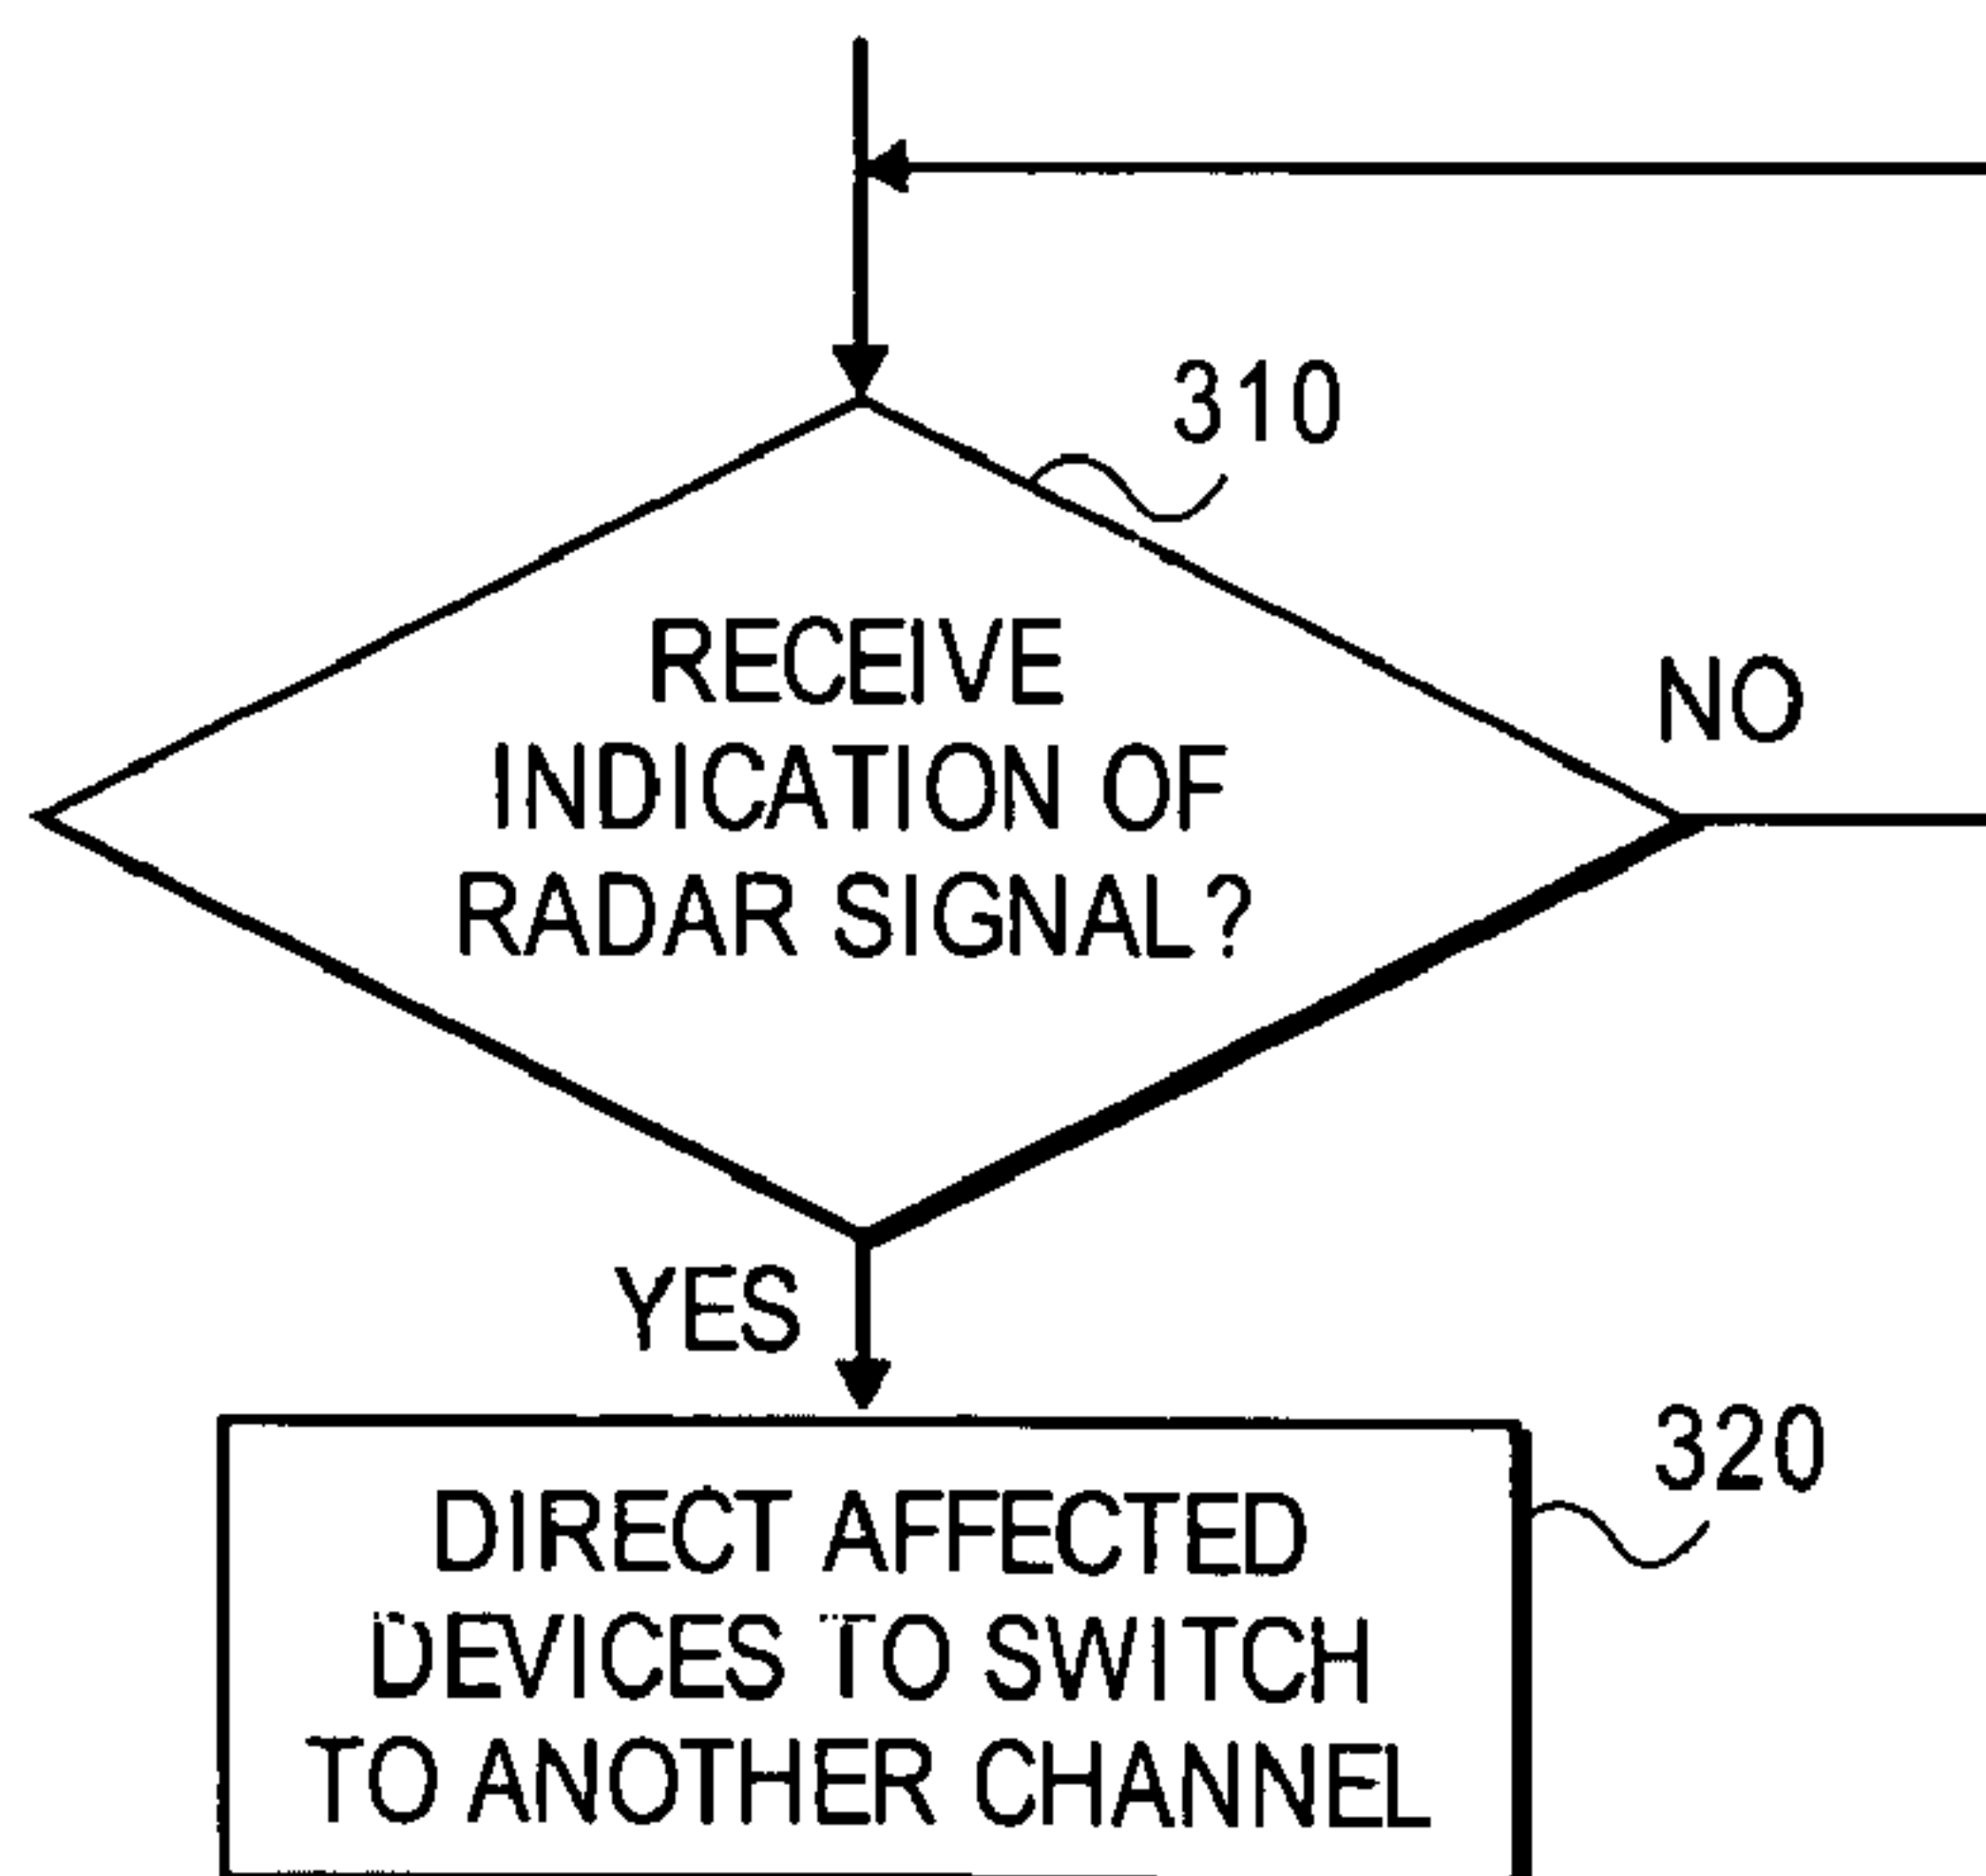 310
RECEIVE
INDICATION OF
RADAR SIGNAL?
NO
YES
320
DIRECT AFFECTED
DEVICES TO SWITCH
TO ANOTHER CHANNEL